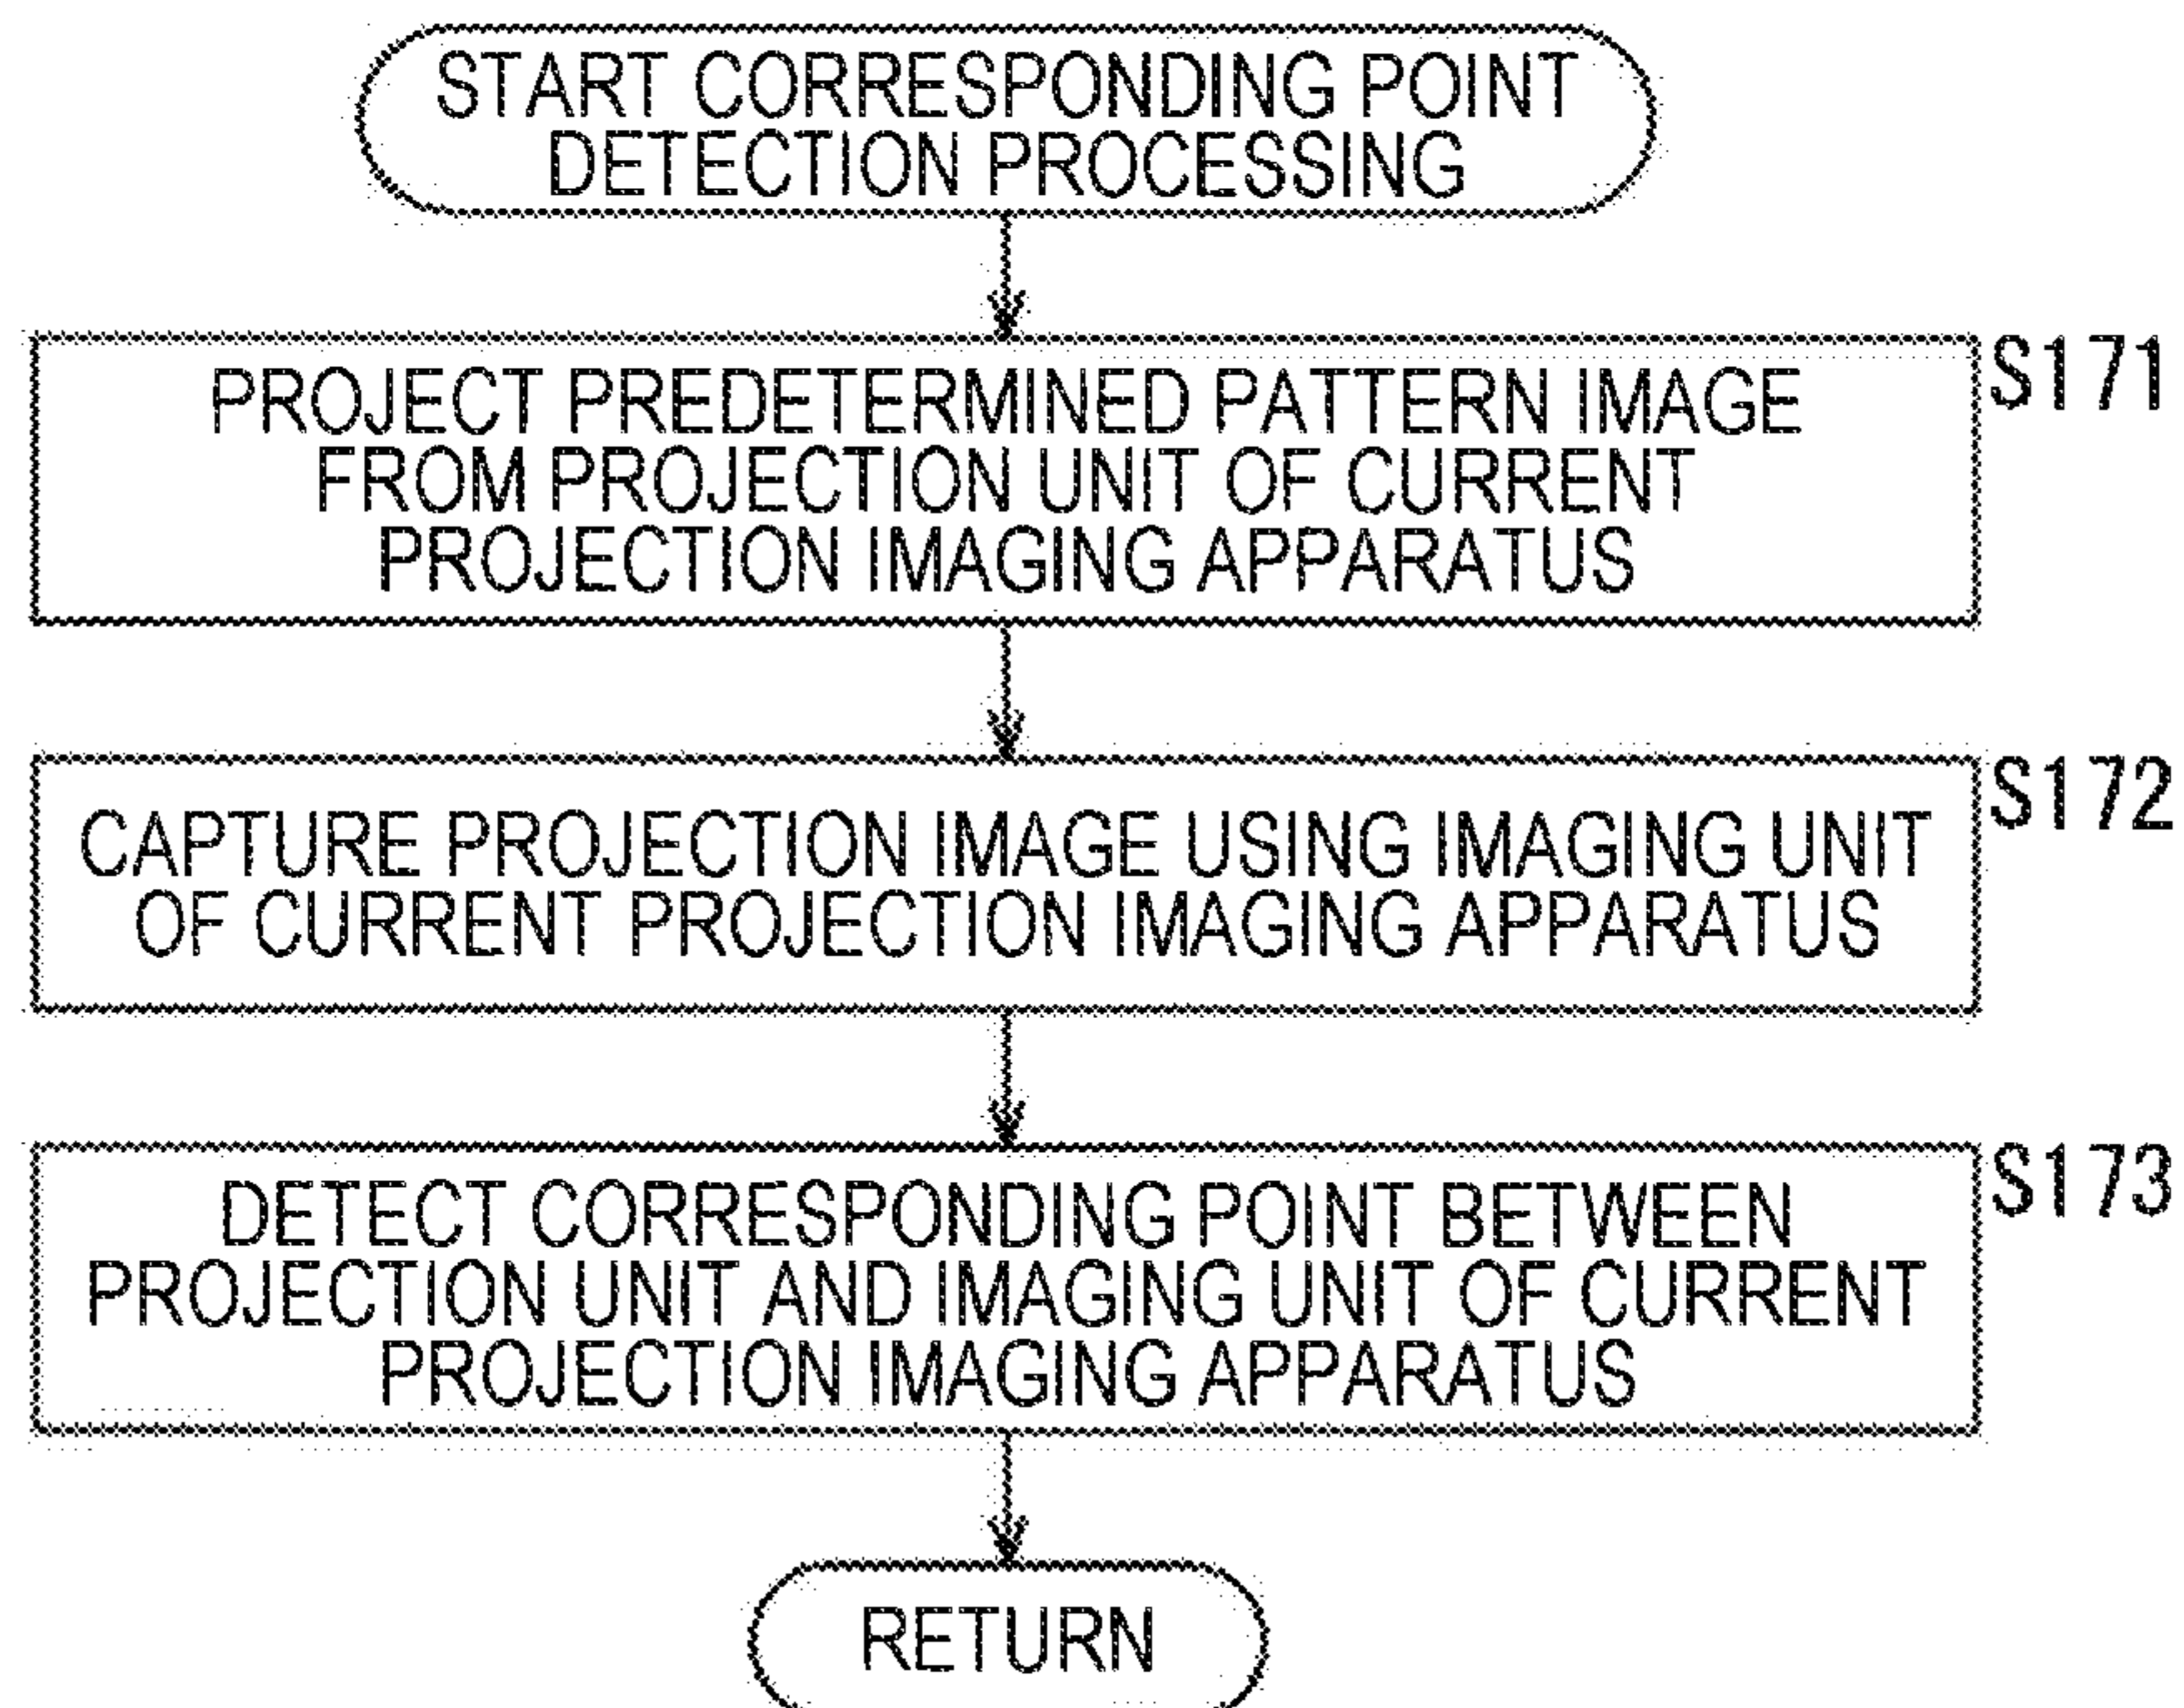 START CORRESPONDING POINT
DETECTION PROCESSING
PROJECT PREDETERMINED PATTERN IMAGE
FROM PROJECTION UNIT OF CURRENT
PROJECTION IMAGING APPARATUS
S171
CAPTURE PROJECTION IMAGE USING IMAGING UNIT
OF CURRENT PROJECTION IMAGING APPARATUS
S172
DETECT CORRESPONDING POINT BETWEEN
PROJECTION UNIT AND IMAGING UNIT OF CURRENT
PROJECTION IMAGING APPARATUS
S173
RETURN